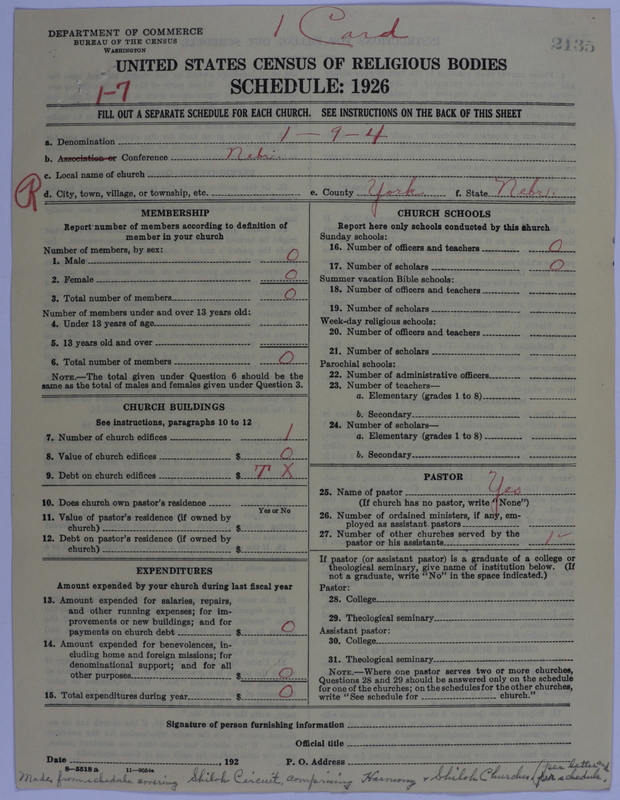 1 Card
DEPARTMENT OF COMMERCE
BUREAU OF THE CENSUS
WASHINGTON
2135
UNITED STATES CENSUS OF RELIGIOUS BODIES
SCHEDULE: 1926
1-7
FILL OUT A SEPARATE SCHEDULE FOR EACH CHURCH. SEE INSTRUCTIONS ON THE BACK OF THIS SHEET
a. Denomination 1-9-4
b. Association or Conference Nebr.
c. Local name of church
R
d. City, town, village, or township, etc. e. County York f. State Nebr.
MEMBERSHIP
Report number of members according to definition of
member in your church
Number of members, by sex:
1. Male 0
2. Female 0
3. Total number of members 0
Number of members under and over 13 years old:
4. Under 13 years of age
5. 13 years old and over
6. Total number of members 0
NOTE.—The total given under Question 6 should be the
same as the total of males and females given under Question 3.
CHURCH BUILDINGS
See instructions, paragraphs 10 to 12
7. Number of church edifices 1
8. Value of church edifices $ 0
9. Debt on church edifices $ T X
10. Does church own pastor's residence
Yes or No
11. Value of pastor's residence (if owned by
church) $
12. Debt on pastor's residence (if owned by
church) $
EXPENDITURES
Amount expended by your church during last fiscal year
13. Amount expended for salaries, repairs,
and other running expenses; for im-
provements or new buildings; and for
payments on church debt $ 0
14. Amount expended for benevolences, in-
cluding home and foreign missions; for
denominational support; and for all
other purposes $ 0
15. Total expenditures during year $ 0
CHURCH SCHOOLS
Report here only schools conducted by this church
Sunday schools:
16. Number of officers and teachers 0
17. Number of scholars 0
Summer vacation Bible schools:
18. Number of officers and teachers
19. Number of scholars
Week-day religious schools:
20. Number of officers and teachers
21. Number of scholars
Parochial schools:
22. Number of administrative officers
23. Number of teachers—
a. Elementary (grades 1 to 8)
b. Secondary
24. Number of scholars—
a. Elementary (grades 1 to 8)
b. Secondary
PASTOR
25. Name of pastor Yes
(If church has no pastor, write "None")
26. Number of ordained ministers, if any, em-
ployed as assistant pastors
27. Number of other churches served by the
pastor or his assistants 1-
If pastor (or assistant pastor) is a graduate of a college or
theological seminary, give name of institution below. (If
not a graduate, write "No" in the space indicated.)
Pastor:
28. College
29. Theological seminary
Assistant pastor:
30. College
31. Theological seminary
NOTE.—Where one pastor serves two or more churches,
Questions 28 and 29 should be answered only on the schedule
for one of the churches; on the schedules for the other churches,
write "See schedule for church."
Signature of person furnishing information
Official title
Date , 192 P. O. Address
8-5518a 11-9054a
Made from schedule covering Shiloh Circuit, comprising Harmony & Shiloh Churches. (per letter and
per schedule.